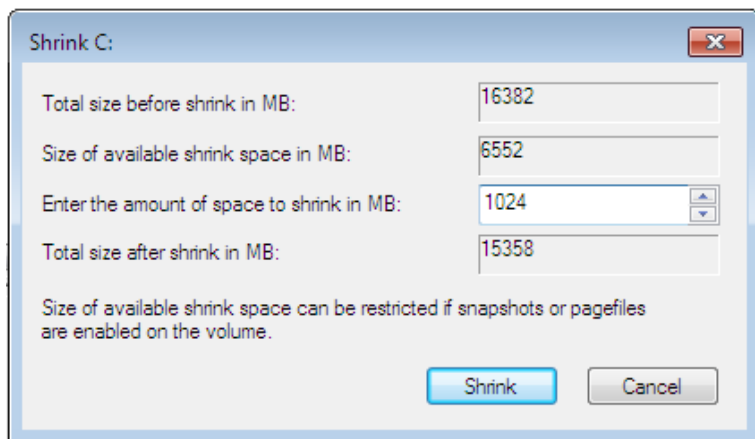 Shrink C:
Total size before shrink in MB: 16382
Size of available shrink space in MB: 6552
Enter the amount of space to shrink in MB: 1024
Total size after shrink in MB: 15358
Size of available shrink space can be restricted if snapshots or pagefiles
are enabled on the volume.
Shrink Cancel